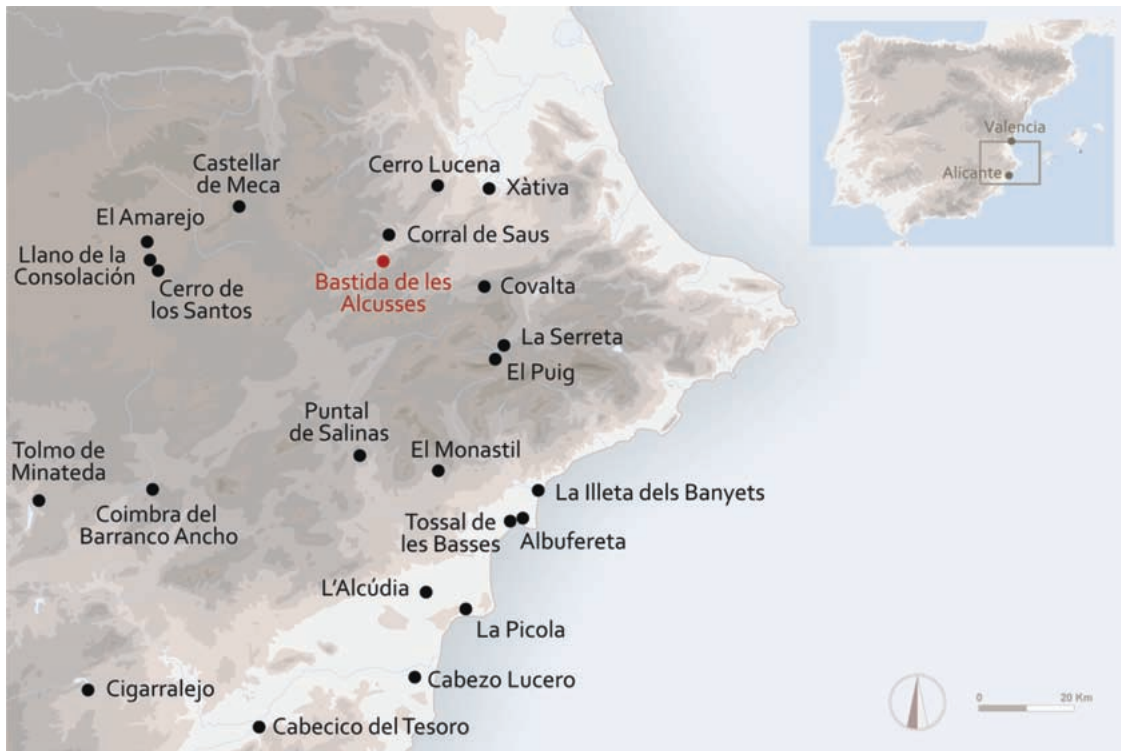 Valencia
Alicante
Castellar
de Meca
Cerro Lucena
Xàtiva
El Amarejo
Corral de Saus
Llano de la
Consolación
Cerro de
los Santos
Bastida de les
Alcusses
Covalta
La Serreta
El Puig
Puntal
de Salinas
El Monastil
Tolmo de
Minateda
Coimbra del
Barranco Ancho
La Illeta dels Banyets
Tossal de
les Basses
Albufereta
L'Alcúdia
La Picola
Cigarralejo
Cabezo Lucero
Cabecico del Tesoro
0 20 Km